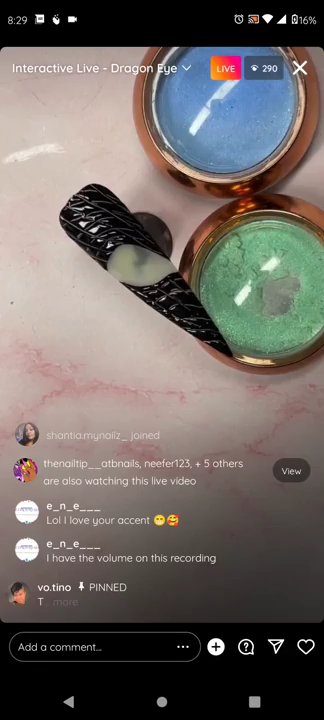 8:29
16%
Interactive Live - Dragon Eye
LIVE
290
shantia.mynailz_ joined
thenailtip__atbnails, neefer123, + 5 others
are also watching this live video
View
e_n_e___
Lol I love your accent 😁🥰
e_n_e___
I have the volume on this recording
vo.tino PINNED
T more
Add a comment...